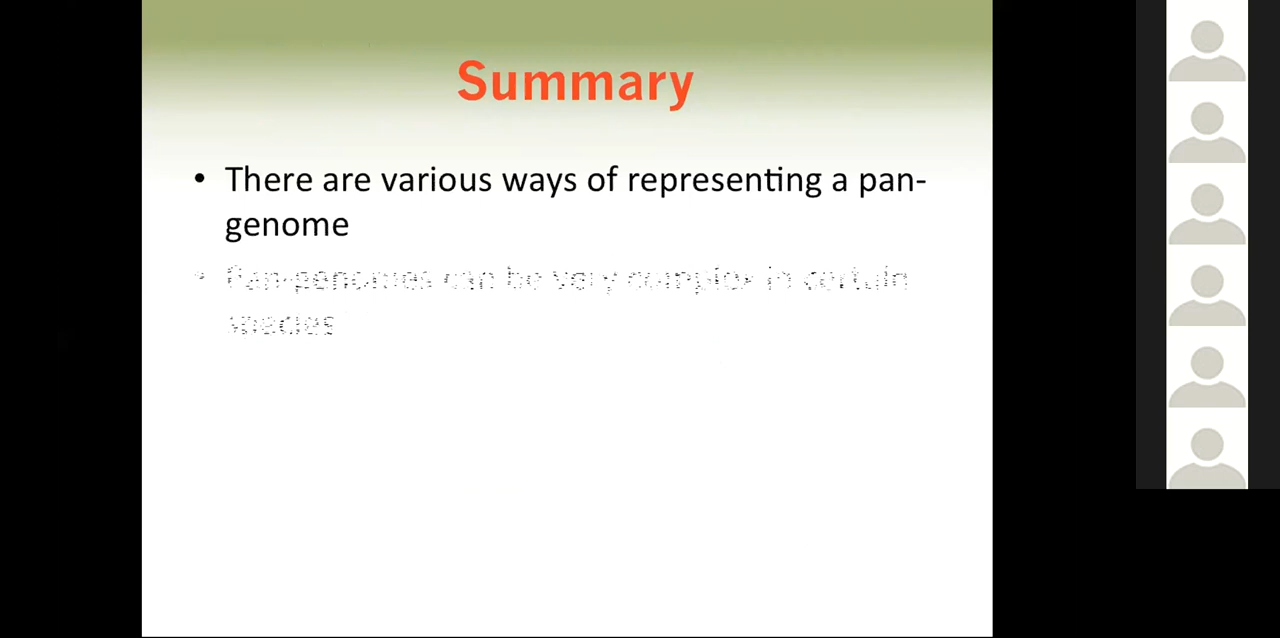 Summary
• There are various ways of representing a pan-
genome
• Pan-genomes can be very complex in certain
species